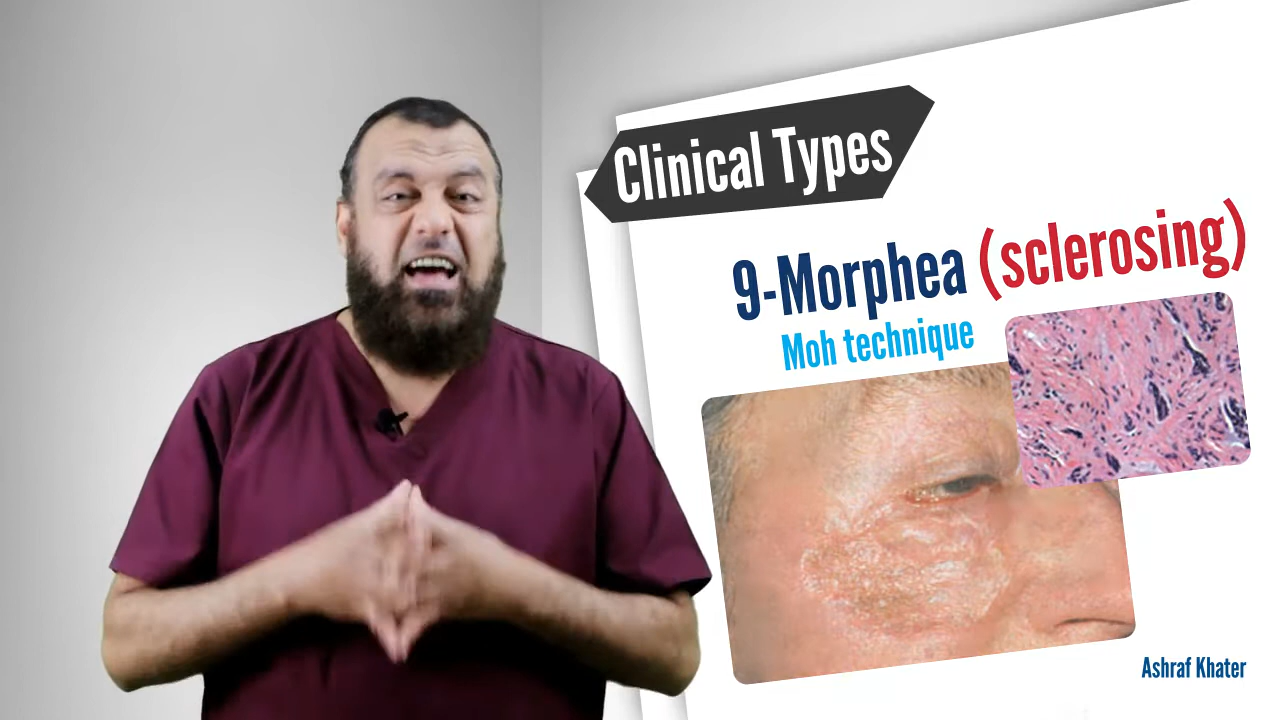 Clinical Types
9-Morphea (sclerosing)
Moh technique
Ashraf Khater